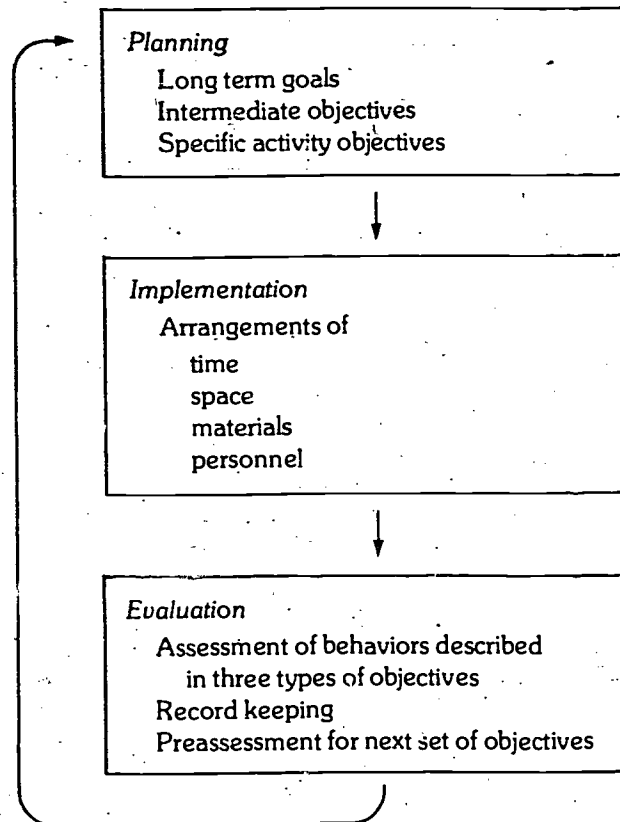 Planning
Long term goals
Intermediate objectives
Specific activity objectives
Implementation
Arrangements of
time
space
materials
personnel
Evaluation
Assessment of behaviors described
in three types of objectives
Record keeping
Preassessment for next set of objectives